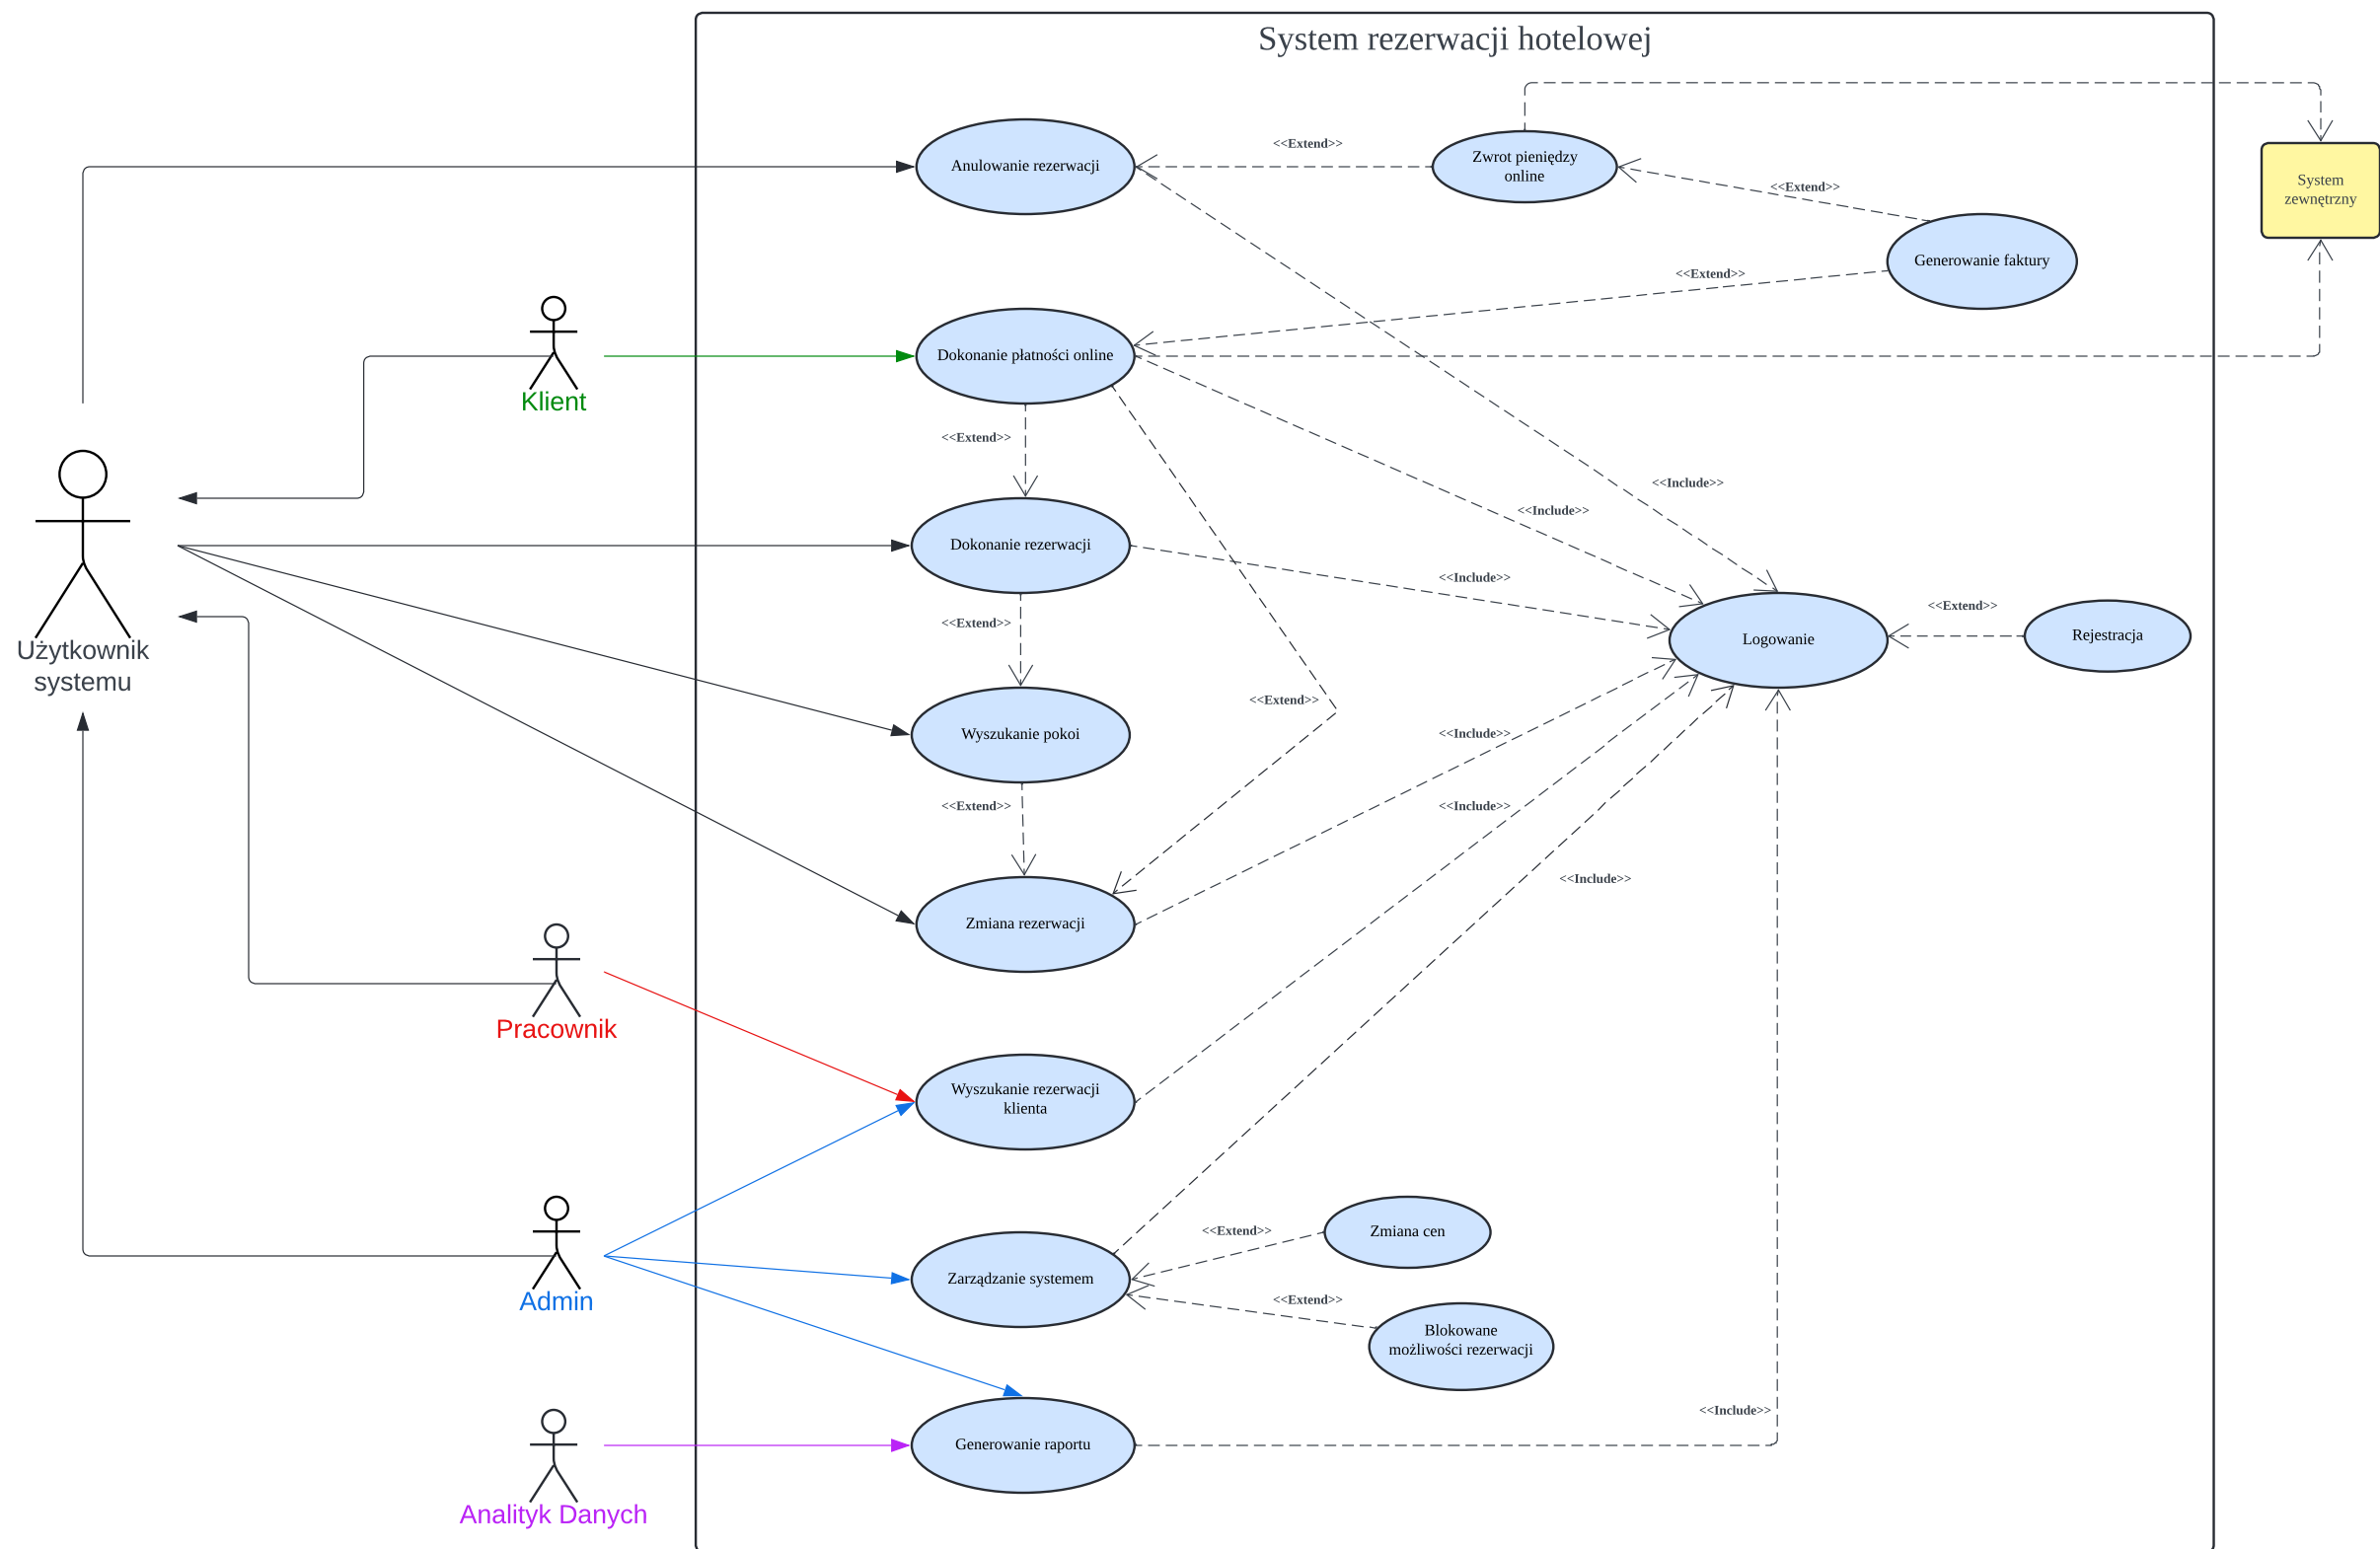 System rezerwacji hotelowej
Anulowanie rezerwacji
<<Extend>>
Zwrot pieniędzy
online
<<Extend>>
System
zewnętrzny
Generowanie faktury
<<Extend>>
Klient
Dokonanie płatności online
<<Extend>>
<<Include>>
<<Include>>
Dokonanie rezerwacji
<<Include>>
<<Extend>>
<<Extend>>
Logowanie
Rejestracja
Użytkownik
systemu
<<Extend>>
Wyszukanie pokoi
<<Include>>
<<Extend>>
<<Include>>
<<Include>>
Zmiana rezerwacji
Pracownik
Wyszukanie rezerwacji
klienta
<<Extend>>
Zmiana cen
Zarządzanie systemem
Admin
<<Extend>>
Blokowane
możliwości rezerwacji
<<Include>>
Generowanie raportu
Analityk Danych